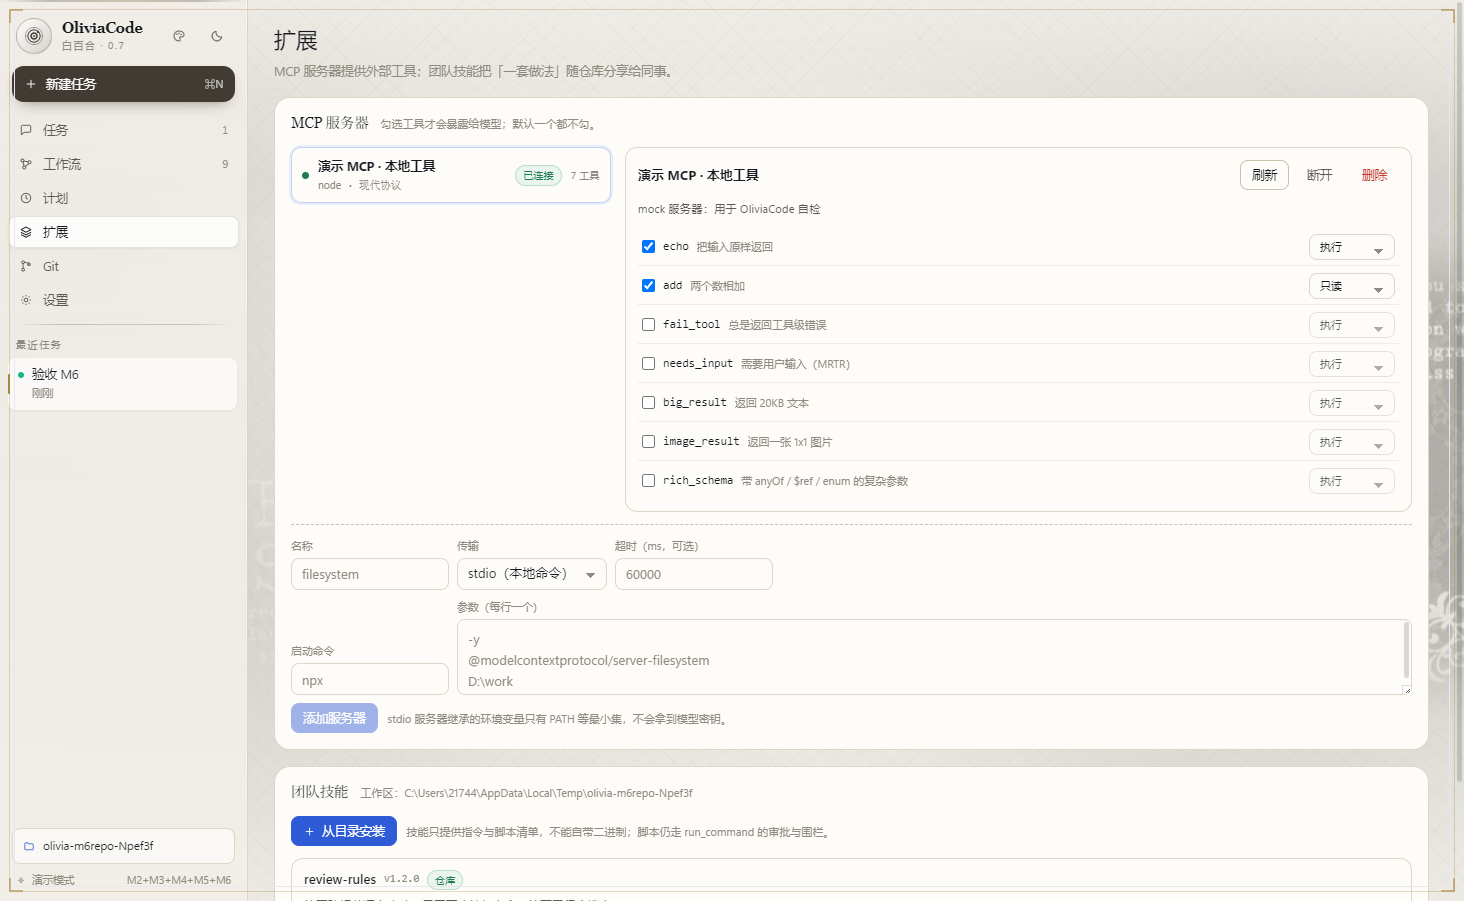 OliviaCode
白百合 · 0.7
+ 新建任务 ⌘N
任务 1
工作流 9
计划
扩展
Git
设置
最近任务
验收 M6
刚刚
olivia-m6repo-Npef3f
演示模式 M2+M3+M4+M5+M6
扩展
MCP 服务器提供外部工具；团队技能把「一套做法」随仓库分享给同事。
MCP 服务器 勾选工具才会暴露给模型；默认一个都不勾。
演示 MCP · 本地工具
node · 现代协议
已连接 7 工具
演示 MCP · 本地工具
刷新 断开 删除
mock 服务器：用于 OliviaCode 自检
echo 把输入原样返回 执行
add 两个数相加 只读
fail_tool 总是返回工具级错误 执行
needs_input 需要用户输入（MRTR） 执行
big_result 返回 20KB 文本 执行
image_result 返回一张 1x1 图片 执行
rich_schema 带 anyOf / $ref / enum 的复杂参数 执行
名称 传输 超时（ms，可选）
filesystem stdio（本地命令） 60000
参数（每行一个）
-y
@modelcontextprotocol/server-filesystem
D:\work
启动命令
npx
添加服务器 stdio 服务器继承的环境变量只有 PATH 等最小集，不会拿到模型密钥。
团队技能 工作区：C:\Users\21744\AppData\Local\Temp\olivia-m6repo-Npef3f
+ 从目录安装 技能只提供指令与脚本清单，不能自带二进制；脚本仍走 run_command 的审批与围栏。
review-rules v1.2.0 仓库